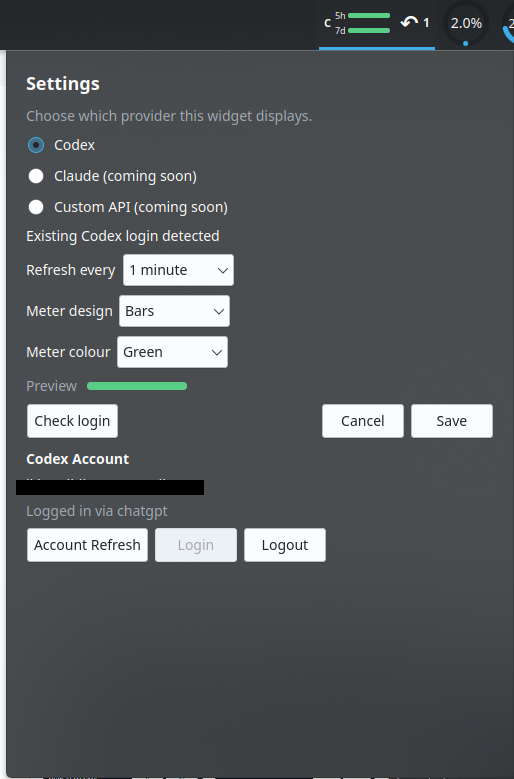 C 5h 1 2.0%
7d
Settings
Choose which provider this widget displays.
Codex
Claude (coming soon)
Custom API (coming soon)
Existing Codex login detected
Refresh every 1 minute
Meter design Bars
Meter colour Green
Preview
Check login Cancel Save
Codex Account
Logged in via chatgpt
Account Refresh Login Logout